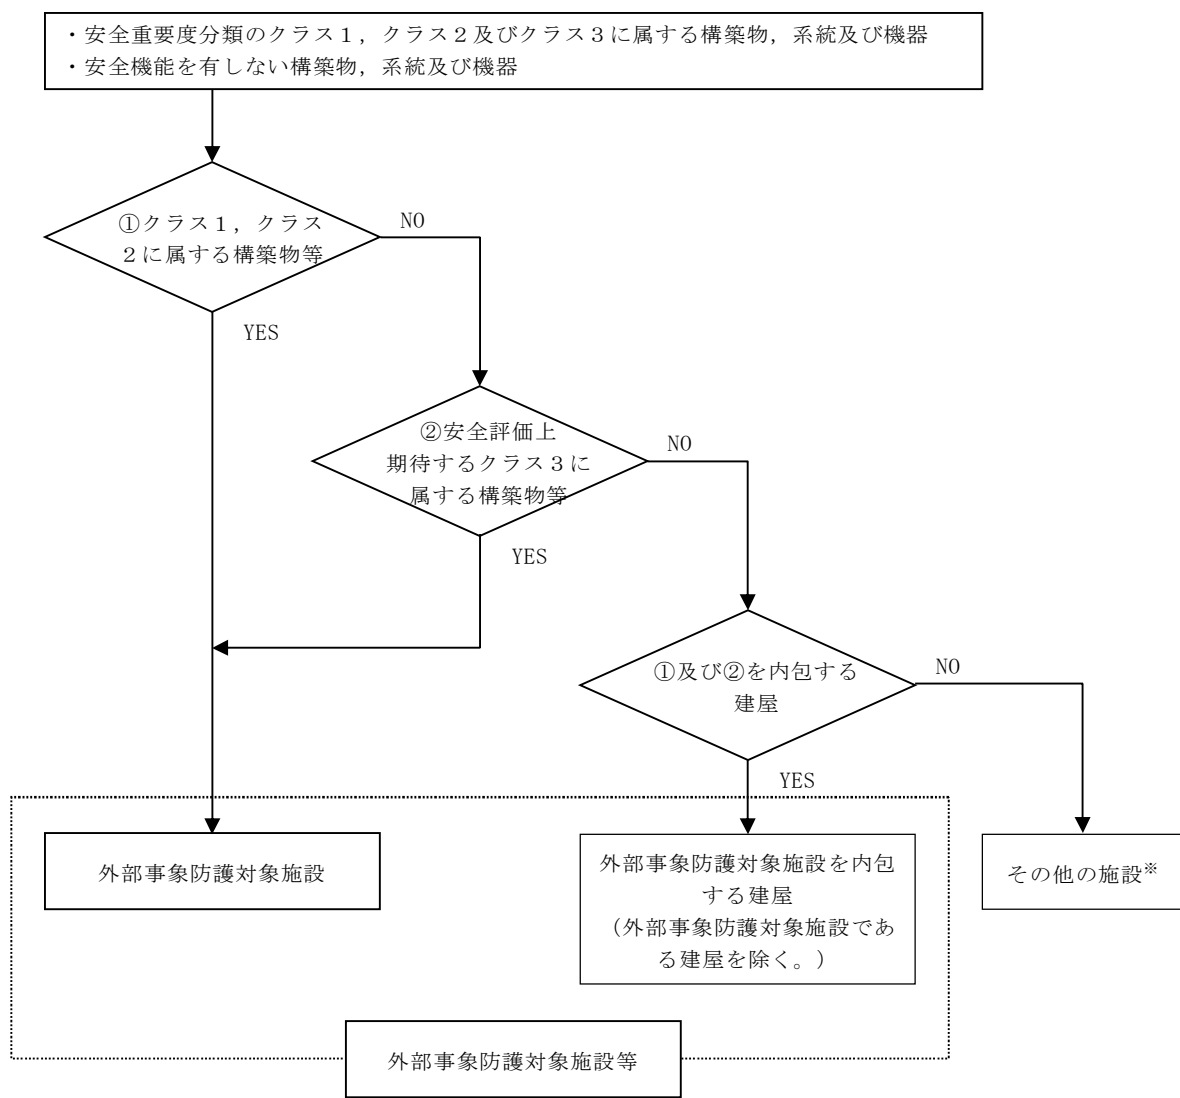 ・安全重要度分類のクラス１，クラス２及びクラス３に属する構築物，系統及び機器
・安全機能を有しない構築物，系統及び機器
①クラス１，クラス
２に属する構築物等
NO
YES
②安全評価上
期待するクラス３に
属する構築物等
NO
YES
①及び②を内包する
建屋
NO
YES
外部事象防護対象施設
外部事象防護対象施設を内包
する建屋
（外部事象防護対象施設であ
る建屋を除く。）
その他の施設※
外部事象防護対象施設等